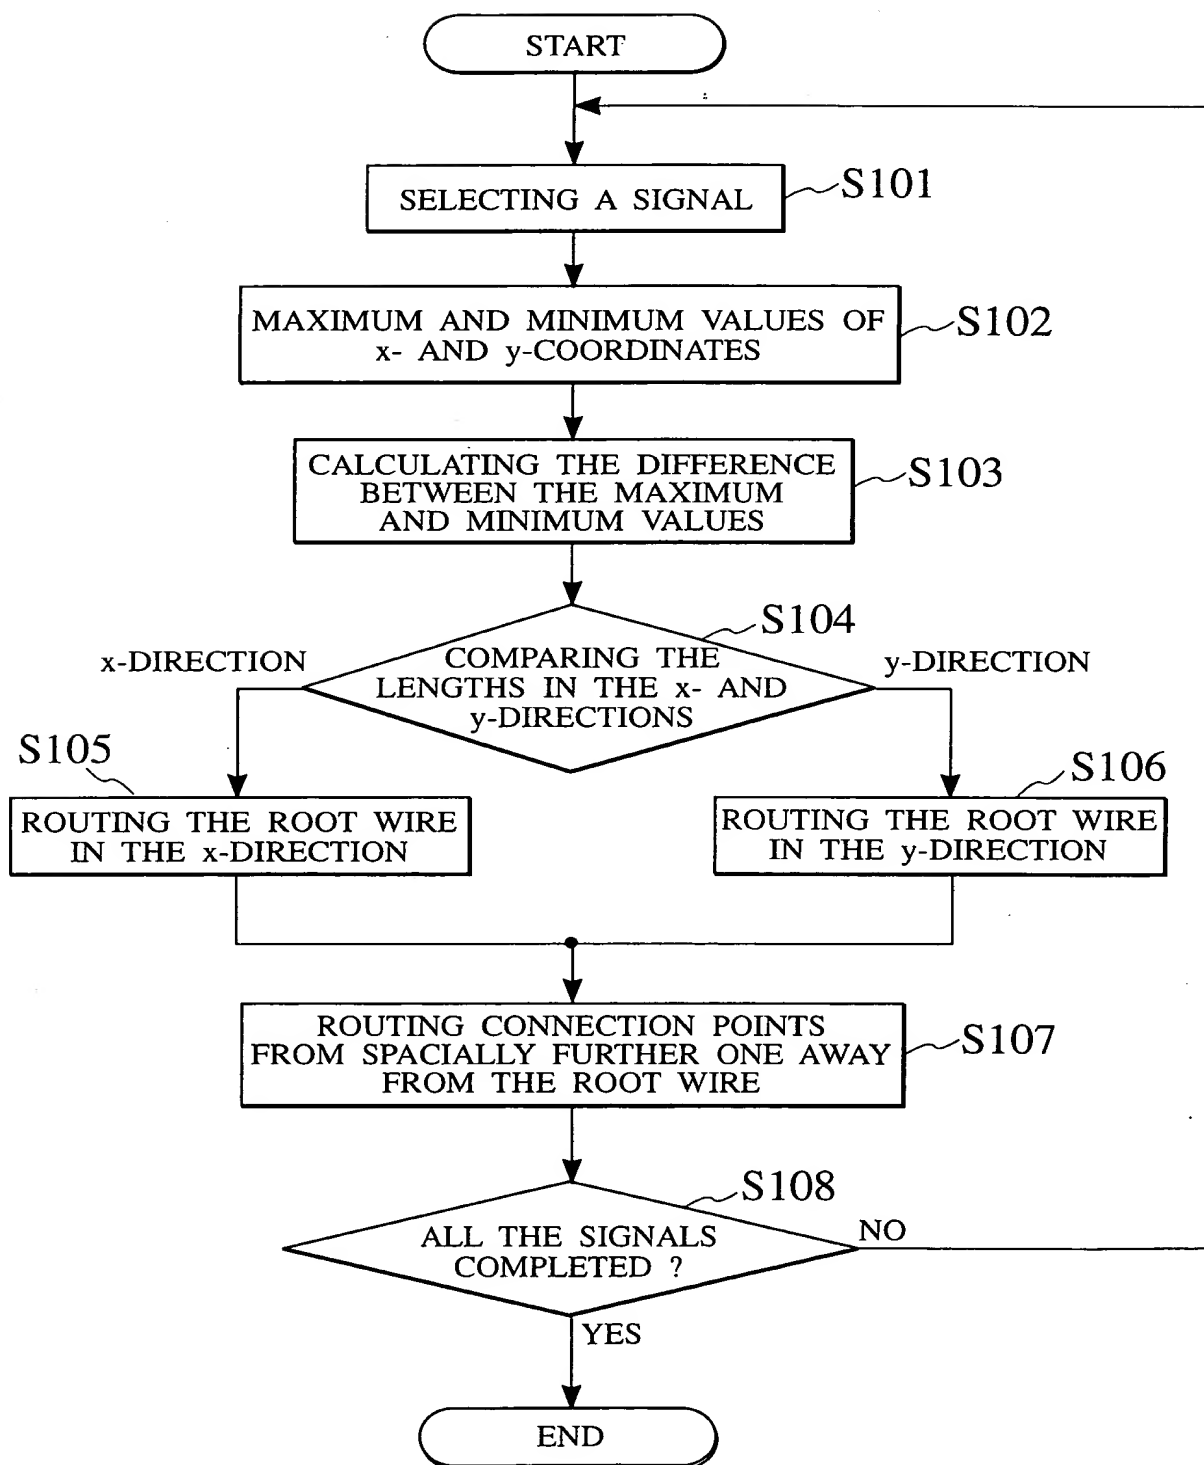 START
SELECTING A SIGNAL
S101
MAXIMUM AND MINIMUM VALUES OF
x- AND y-COORDINATES
S102
CALCULATING THE DIFFERENCE
BETWEEN THE MAXIMUM
AND MINIMUM VALUES
S103
S104
COMPARING THE
LENGTHS IN THE x- AND
y-DIRECTIONS
x-DIRECTION
y-DIRECTION
S105
ROUTING THE ROOT WIRE
IN THE x-DIRECTION
S106
ROUTING THE ROOT WIRE
IN THE y-DIRECTION
ROUTING CONNECTION POINTS
FROM SPACIALLY FURTHER ONE AWAY
FROM THE ROOT WIRE
S107
S108
ALL THE SIGNALS
COMPLETED ?
NO
YES
END